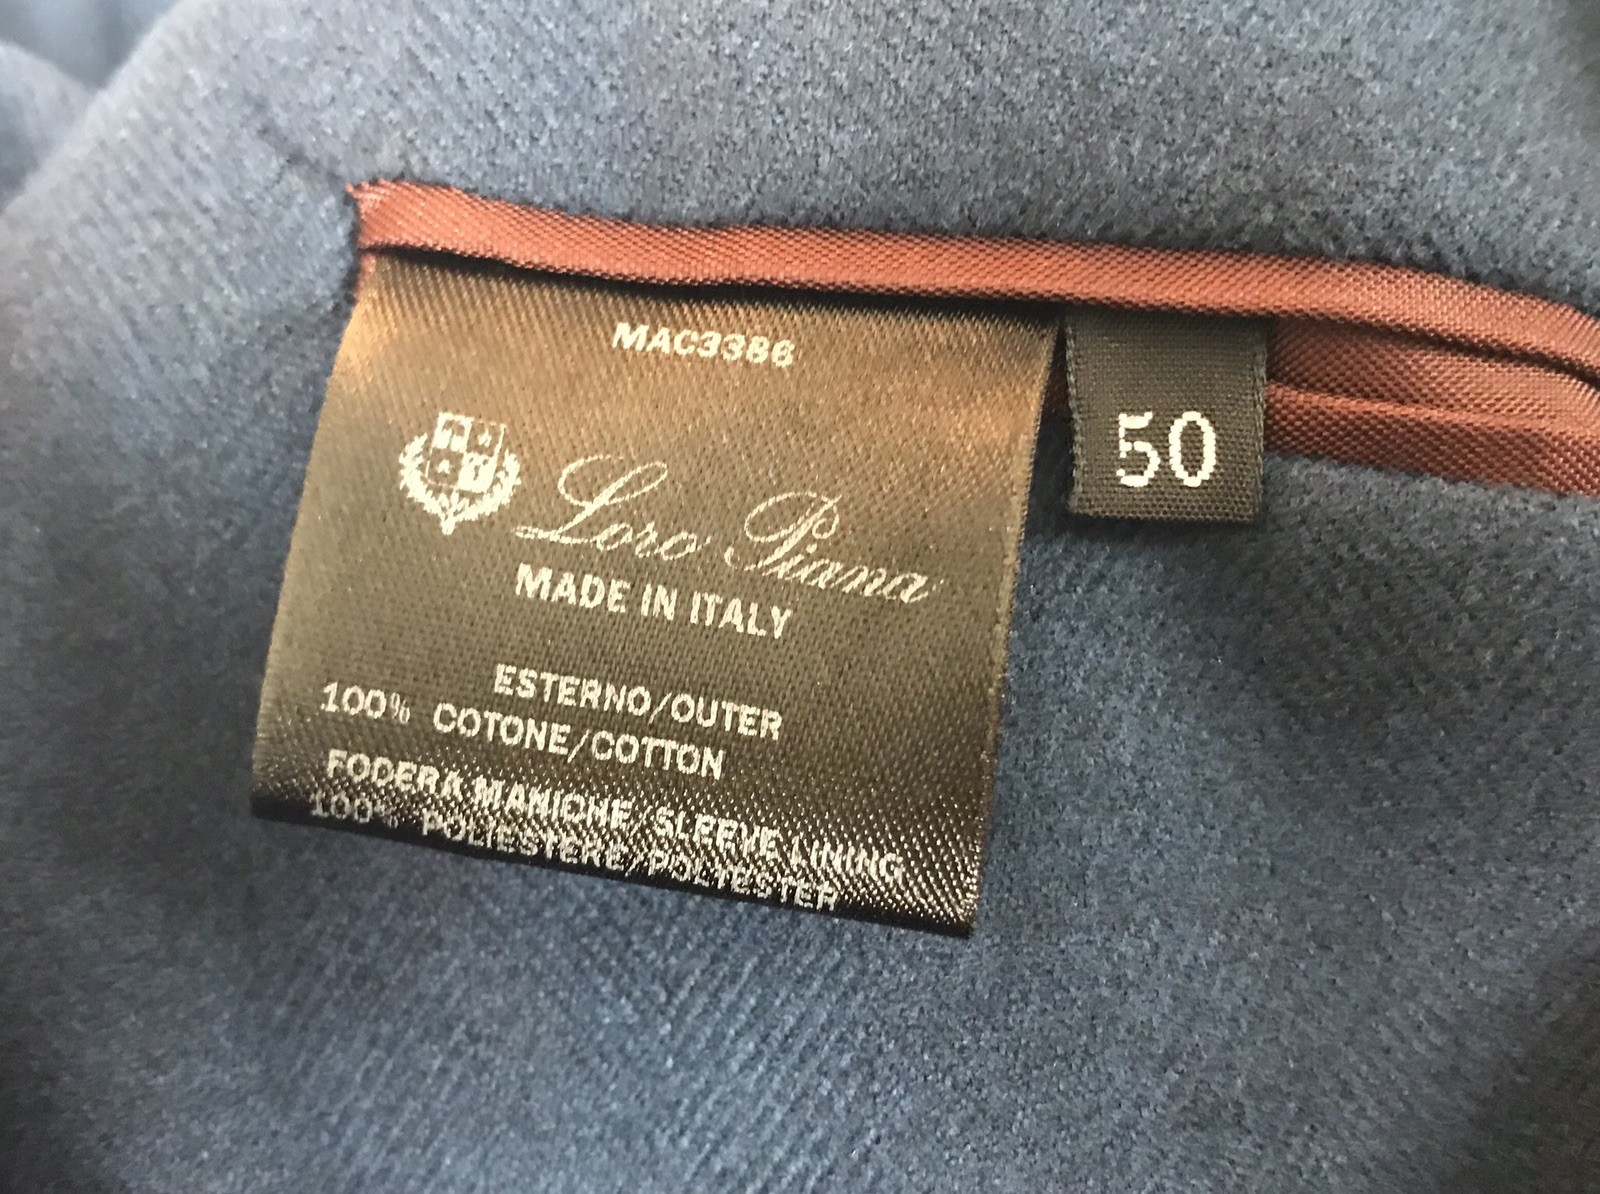 MAC3386
Loro Piana
MADE IN ITALY
ESTERNO/OUTER
100% COTONE/COTTON
FODERA MANICHE/SLEEVE LINING
100% POLIESTERE/POLYESTER
50